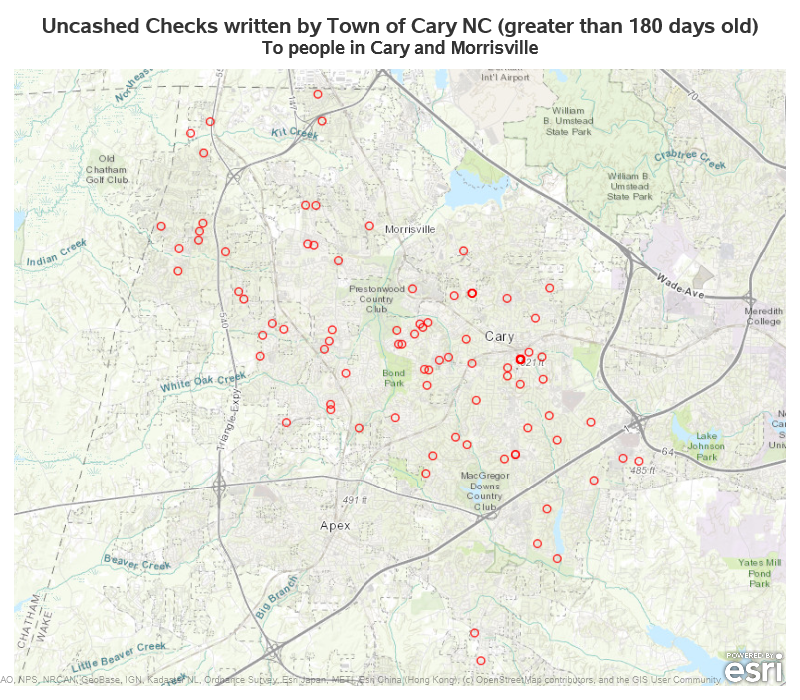 Uncashed Checks written by Town of Cary NC (greater than 180 days old)
To people in Cary and Morrisville
Northeast
55
147
Int'l Airport
70
William
B. Umstead
State Park
Kit Creek
Old
Chatham
Golf Club
Crabtree Creek
William B
Umstead
State Park
Morrisville
Indian Creek
Wade-Ave
Prestonwood
Country
Club
540
Meredith
College
Cary
521 ft
White Oak Creek
Bond
Park
Triangle-Expy
1
Lake
Johnson
Park
64
485 ft
MacGregor
Downs
Country
Club
491 ft
Apex
Beaver Creek
Yates Mill
Pond
Park
Big Branch
CHATHAM
WAKE
Little Beaver Creek
Creek
POWERED BY
esri
AO, NPS, NRCAN, GeoBase, IGN, Kadaster NL, Ordnance Survey, Esri Japan, METI, Esri China (Hong Kong), (c) OpenStreetMap contributors, and the GIS User Community